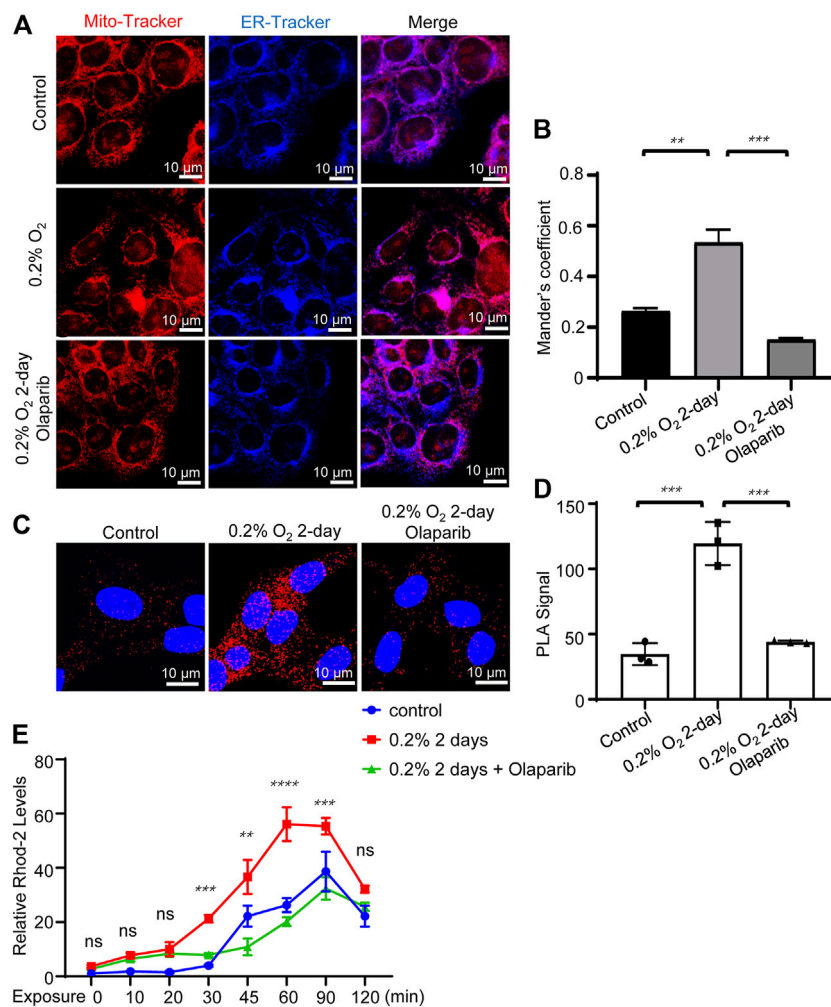 A
Mito-Tracker ER-Tracker Merge
Control
10 µm 10 µm 10 µm
0.2% O2
10 µm 10 µm 10 µm
0.2% O2 2-day
Olaparib
10 µm 10 µm 10 µm
B
** ***
Mander's coefficient
0.8
0.6
0.4
0.2
0
Control
0.2% O2 2-day
0.2% O2 2-day
Olaparib
C
Control 0.2% O2 2-day 0.2% O2 2-day
Olaparib
10 µm 10 µm 10 µm
D
*** ***
PLA Signal
150
100
50
0
Control
0.2% O2 2-day
0.2% O2 2-day
Olaparib
E
control
0.2% 2 days
0.2% 2 days + Olaparib
Relative Rhod-2 Levels
80
60
40
20
0
ns ns ns *** ** **** *** ns
Exposure 0 10 20 30 45 60 90 120 (min)